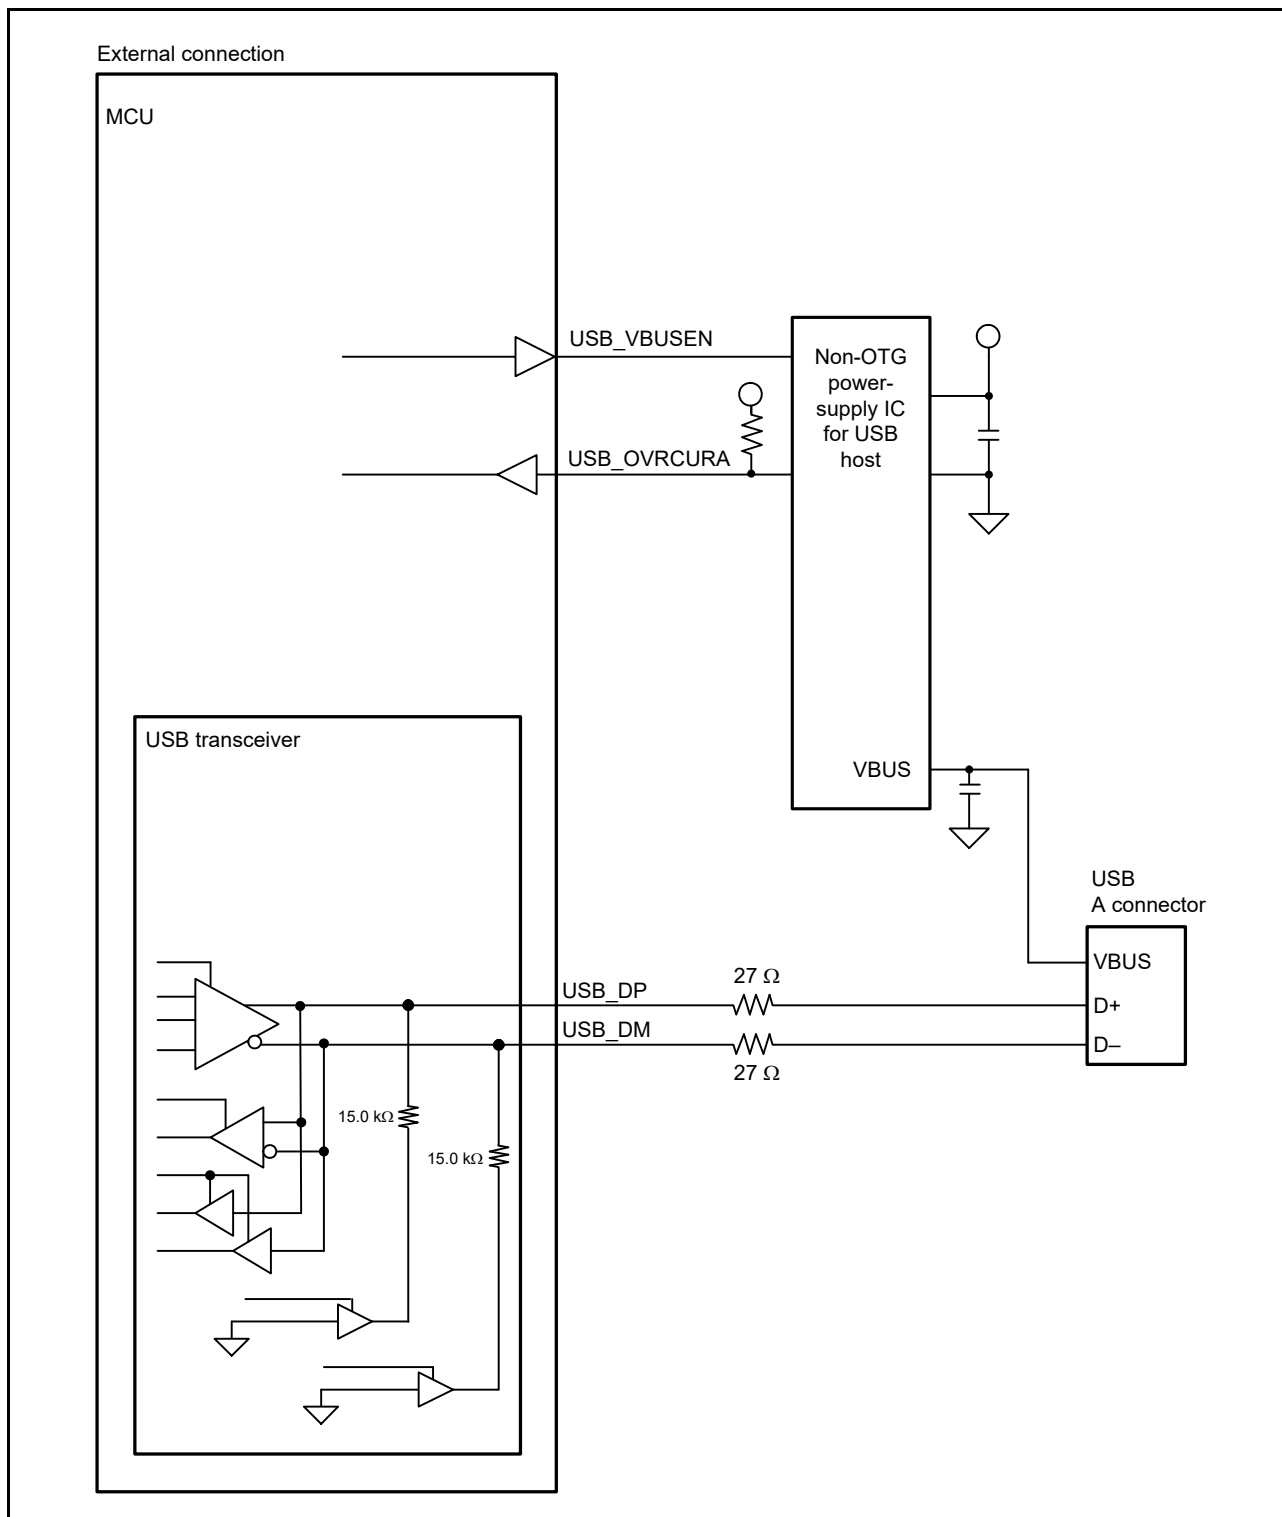 External connection
MCU
USB_VBUSEN
Non-OTG
power-
supply IC
for USB
host
USB_OVRCURA
USB transceiver
VBUS
USB
A connector
VBUS
27 Ω
USB_DP
D+
USB_DM
D–
27 Ω
15.0 kΩ
15.0 kΩ